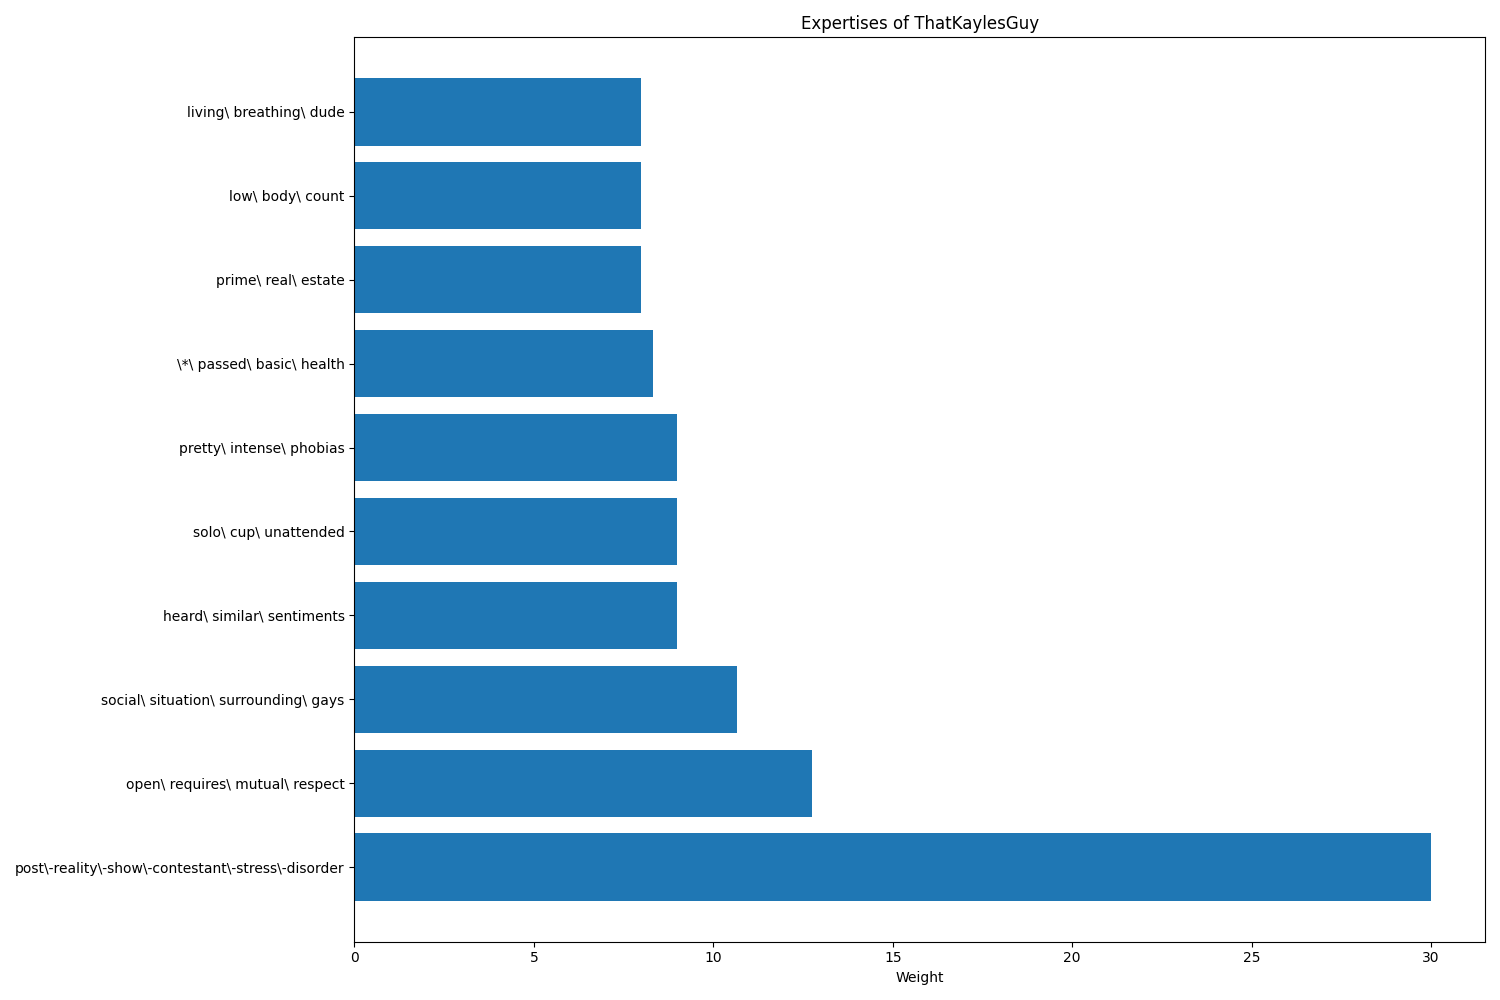 Expertises of ThatKaylesGuy
living\ breathing\ dude
low\ body\ count
prime\ real\ estate
\*\ passed\ basic\ health
pretty\ intense\ phobias
solo\ cup\ unattended
heard\ similar\ sentiments
social\ situation\ surrounding\ gays
open\ requires\ mutual\ respect
post\-reality\-show\-contestant\-stress\-disorder
0 5 10 15 20 25 30
Weight